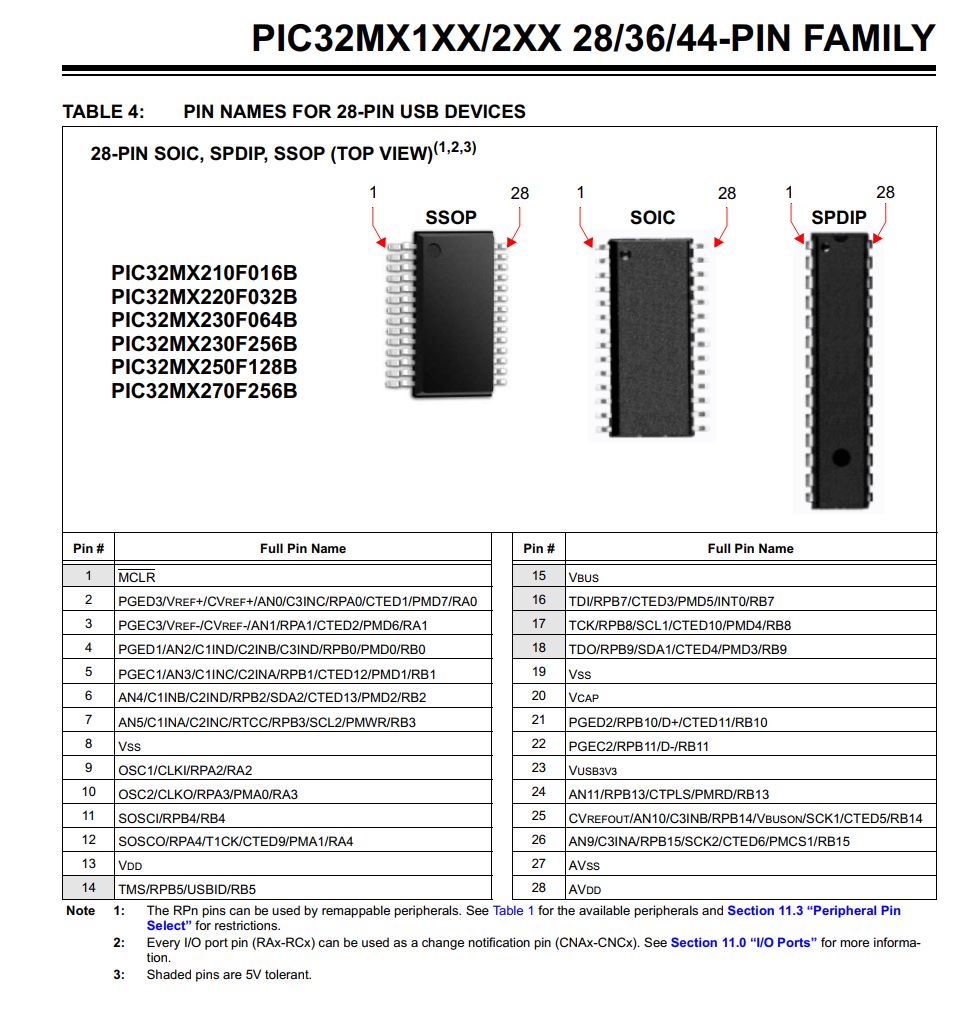 PIC32MX1XX/2XX 28/36/44-PIN FAMILY
TABLE 4: PIN NAMES FOR 28-PIN USB DEVICES
28-PIN SOIC, SPDIP, SSOP (TOP VIEW)(1,2,3)
1 28 1 28 1 28
SSOP SOIC SPDIP
PIC32MX210F016B
PIC32MX220F032B
PIC32MX230F064B
PIC32MX230F256B
PIC32MX250F128B
PIC32MX270F256B
Pin # Full Pin Name Pin # Full Pin Name
1 MCLR 15 VBUS
2 PGED3/VREF+/CVREF+/AN0/C3INC/RPA0/CTED1/PMD7/RA0 16 TDI/RPB7/CTED3/PMD5/INT0/RB7
3 PGEC3/VREF-/CVREF-/AN1/RPA1/CTED2/PMD6/RA1 17 TCK/RPB8/SCL1/CTED10/PMD4/RB8
4 PGED1/AN2/C1IND/C2INB/C3IND/RPB0/PMD0/RB0 18 TDO/RPB9/SDA1/CTED4/PMD3/RB9
5 PGEC1/AN3/C1INC/C2INA/RPB1/CTED12/PMD1/RB1 19 VSS
6 AN4/C1INB/C2IND/RPB2/SDA2/CTED13/PMD2/RB2 20 VCAP
7 AN5/C1INA/C2INC/RTCC/RPB3/SCL2/PMWR/RB3 21 PGED2/RPB10/D+/CTED11/RB10
8 VSS 22 PGEC2/RPB11/D-/RB11
9 OSC1/CLKI/RPA2/RA2 23 VUSB3V3
10 OSC2/CLKO/RPA3/PMA0/RA3 24 AN11/RPB13/CTPLS/PMRD/RB13
11 SOSCI/RPB4/RB4 25 CVREFOUT/AN10/C3INB/RPB14/VBUSON/SCK1/CTED5/RB14
12 SOSCO/RPA4/T1CK/CTED9/PMA1/RA4 26 AN9/C3INA/RPB15/SCK2/CTED6/PMCS1/RB15
13 VDD 27 AVSS
14 TMS/RPB5/USBID/RB5 28 AVDD
Note 1: The RPn pins can be used by remappable peripherals. See Table 1 for the available peripherals and Section 11.3 “Peripheral Pin
Select” for restrictions.
2: Every I/O port pin (RAx-RCx) can be used as a change notification pin (CNAx-CNCx). See Section 11.0 “I/O Ports” for more informa-
tion.
3: Shaded pins are 5V tolerant.